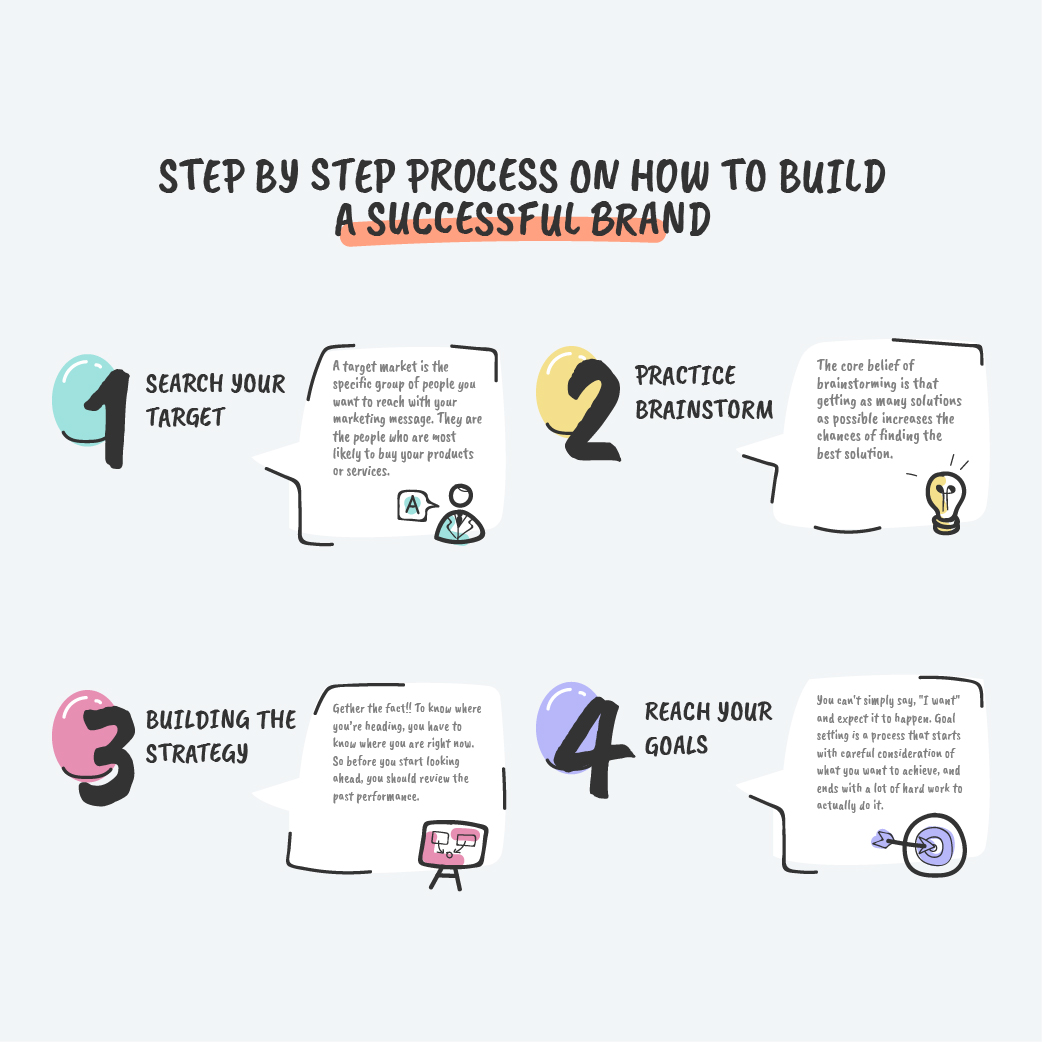 STEP BY STEP PROCESS ON HOW TO BUILD
A SUCCESSFUL BRAND
1
SEARCH YOUR
TARGET
A target market is the
specific group of people you
want to reach with your
marketing message. They are
the people who are most
likely to buy your products
or services.
A
2
PRACTICE
BRAINSTORM
The core belief of
brainstorming is that
getting as many solutions
as possible increases the
chances of finding the
best solution.
3
BUILDING THE
STRATEGY
Gether the fact!! To know where
you're heading, you have to
know where you are right now.
So before you start looking
ahead, you should review the
past performance.
4
REACH YOUR
GOALS
You can't simply say, "I want"
and expect it to happen. Goal
setting is a process that starts
with careful consideration of
what you want to achieve, and
ends with a lot of hard work to
actually do it.